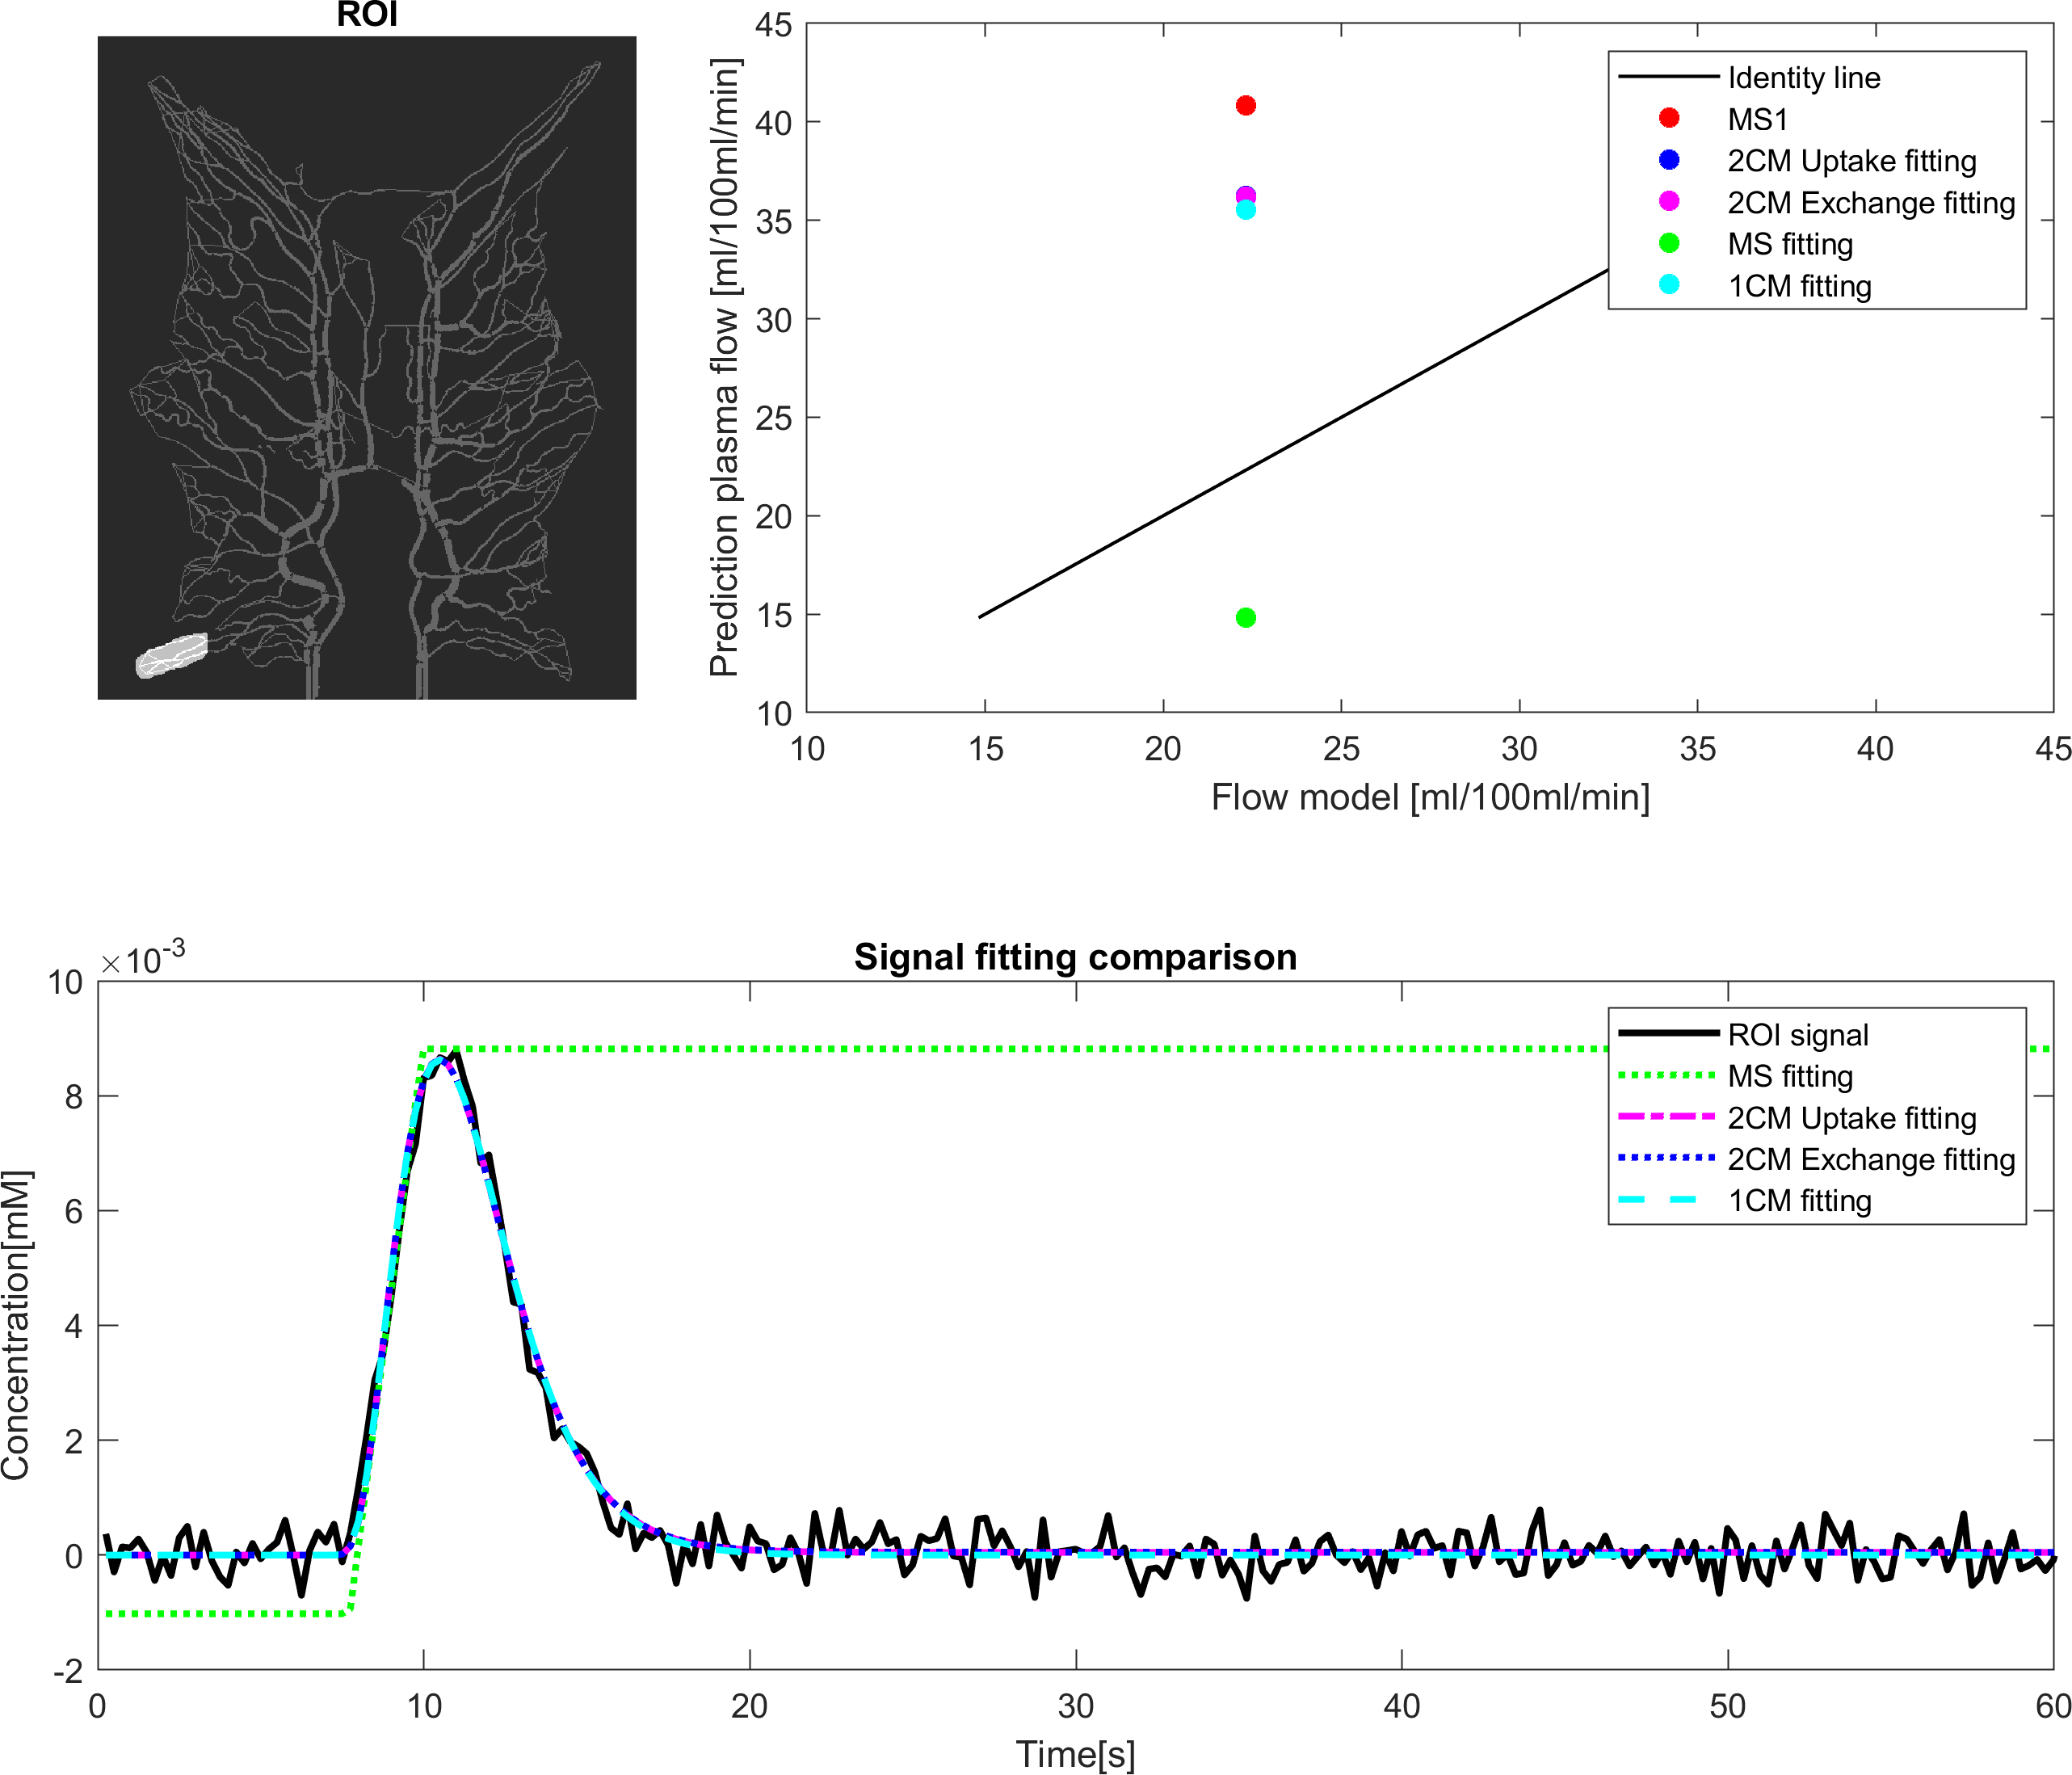 ROI
45
40
35
30
25
20
15
10
Prediction plasma flow [ml/100ml/min]
Identity line
MS1
2CM Uptake fitting
2CM Exchange fitting
MS fitting
1CM fitting
10 15 20 25 30 35 40 45
Flow model [ml/100ml/min]
Signal fitting comparison
×10-3
10
8
6
4
2
0
-2
Concentration[mM]
ROI signal
MS fitting
2CM Uptake fitting
2CM Exchange fitting
1CM fitting
0 10 20 30 40 50 60
Time[s]